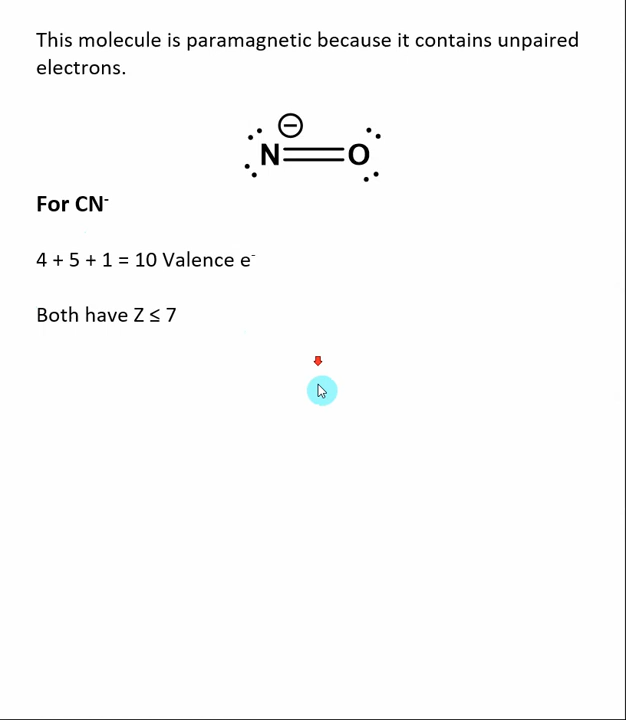 This molecule is paramagnetic because it contains unpaired
electrons.
N⊖=O
For CN⁻
4 + 5 + 1 = 10 Valence e⁻
Both have Z ≤ 7